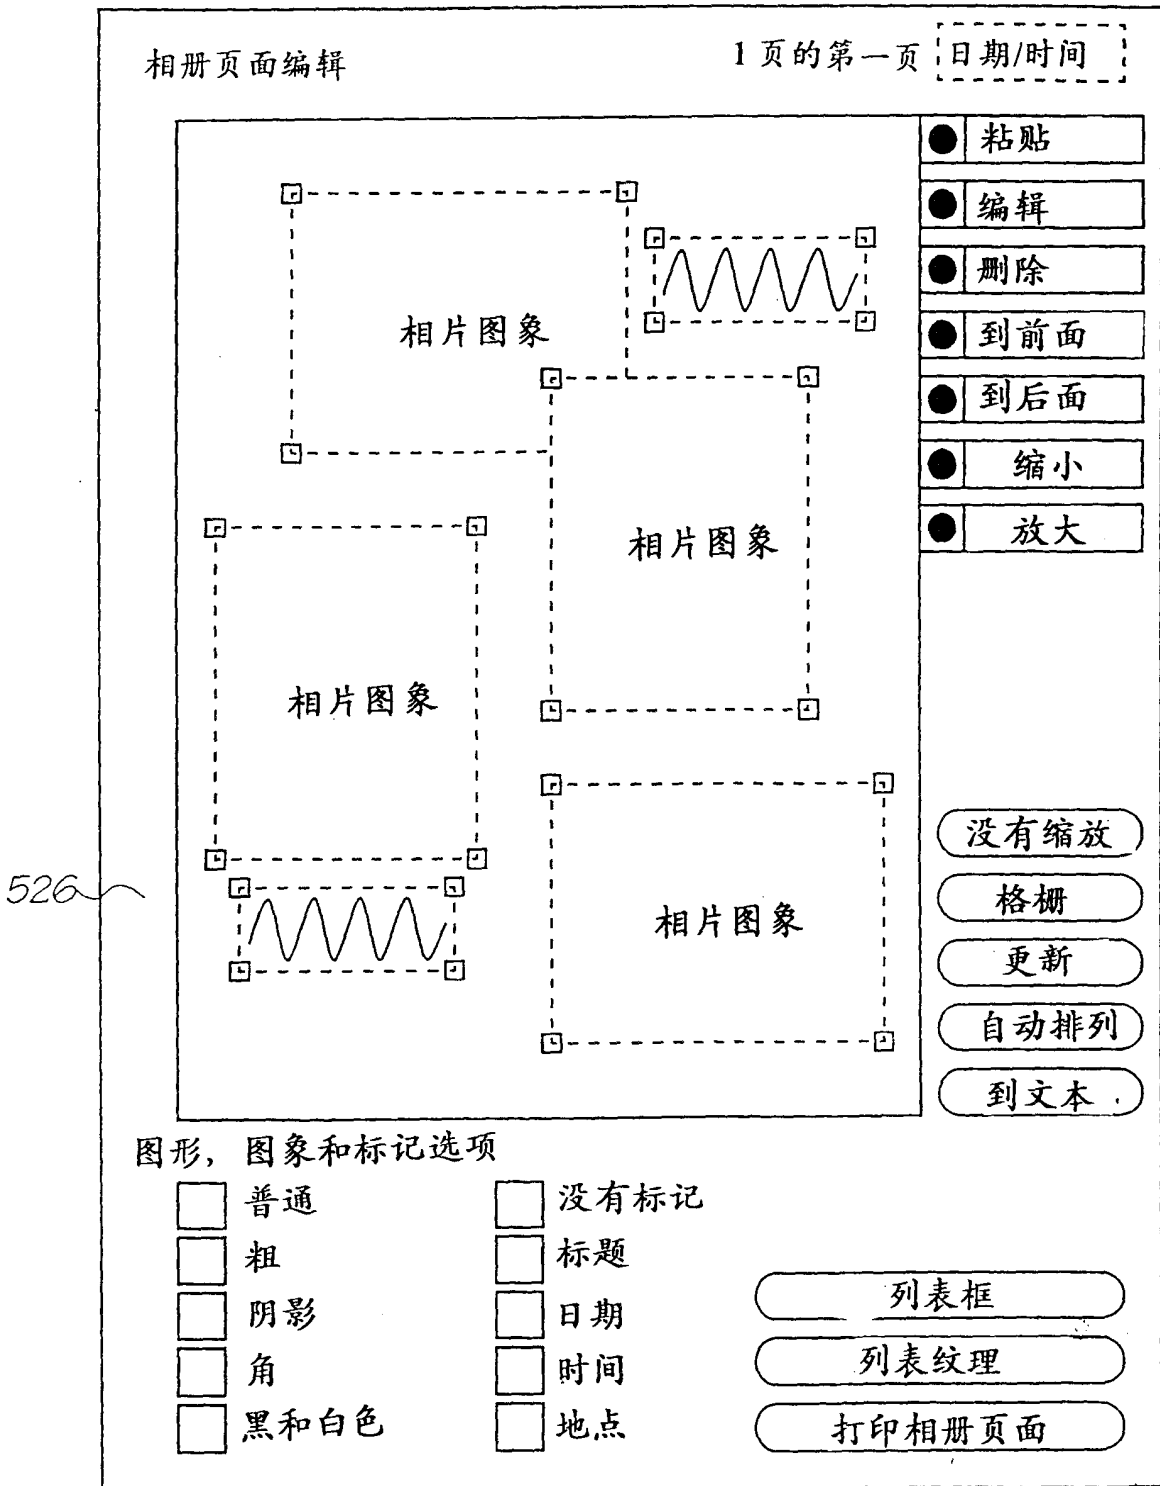 相册页面编辑
1页的第一页 日期/时间
粘贴
编辑
删除
到前面
到后面
缩小
放大
相片图象
相片图象
相片图象
相片图象
没有缩放
格栅
更新
自动排列
到文本
526
图形, 图象和标记选项
普通
粗
阴影
角
黑和白色
没有标记
标题
日期
时间
地点
列表框
列表纹理
打印相册页面